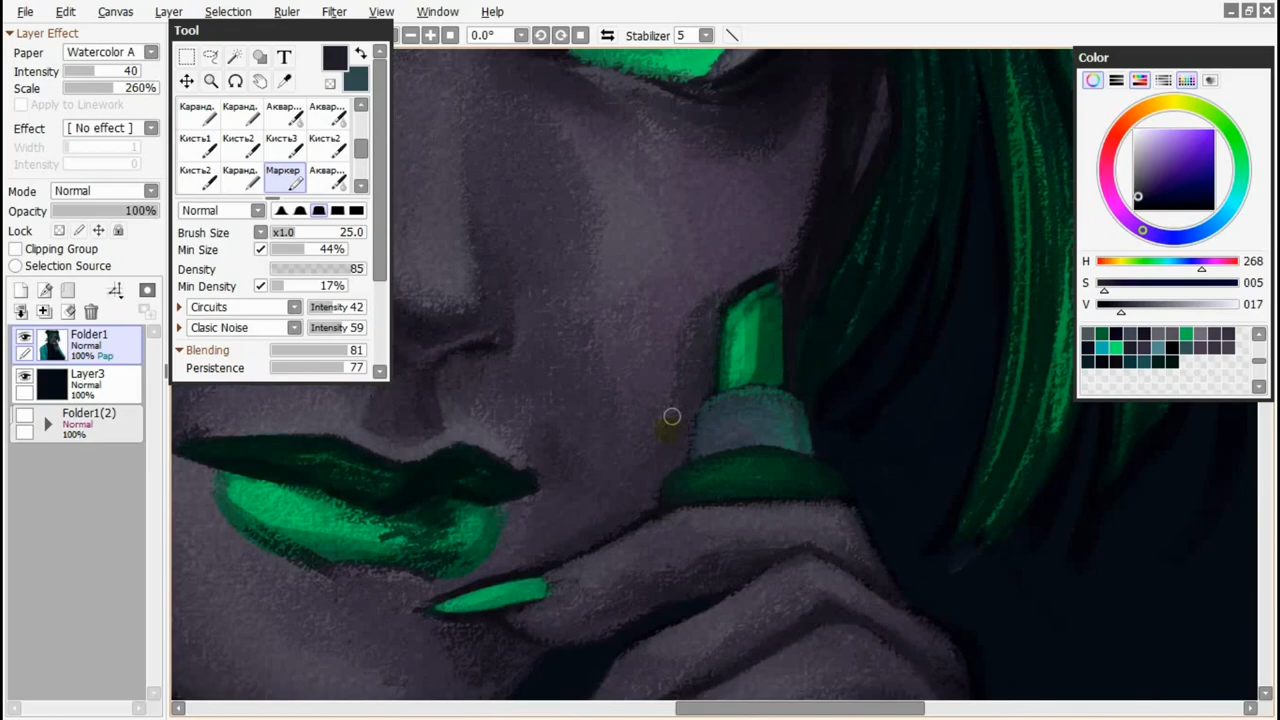 File Edit Canvas Layer Selection Ruler Filter View Window Help
Layer Effect
Paper Watercolor A
Intensity 40
Scale 260%
Apply to Linework
Effect [ No effect ]
Width 1
Intensity 0
Mode Normal
Opacity 100%
Lock
Clipping Group
Selection Source
Folder1
Normal
100% Pap
Layer3
Normal
100%
Folder1(2)
Normal
100%
Tool
T
Каранд. Каранд. Аквар... Аквар...
Кисть1 Кисть2 Кисть3 Кисть2
Кисть2 Каранд. Маркер Аквар...
Normal
Brush Size x1.0 25.0
Min Size 44%
Density 85
Min Density 17%
Circuits Intensity 42
Clasic Noise Intensity 59
Blending 81
Persistence 77
0.0° Stabilizer 5
Color
H 268
S 005
V 017